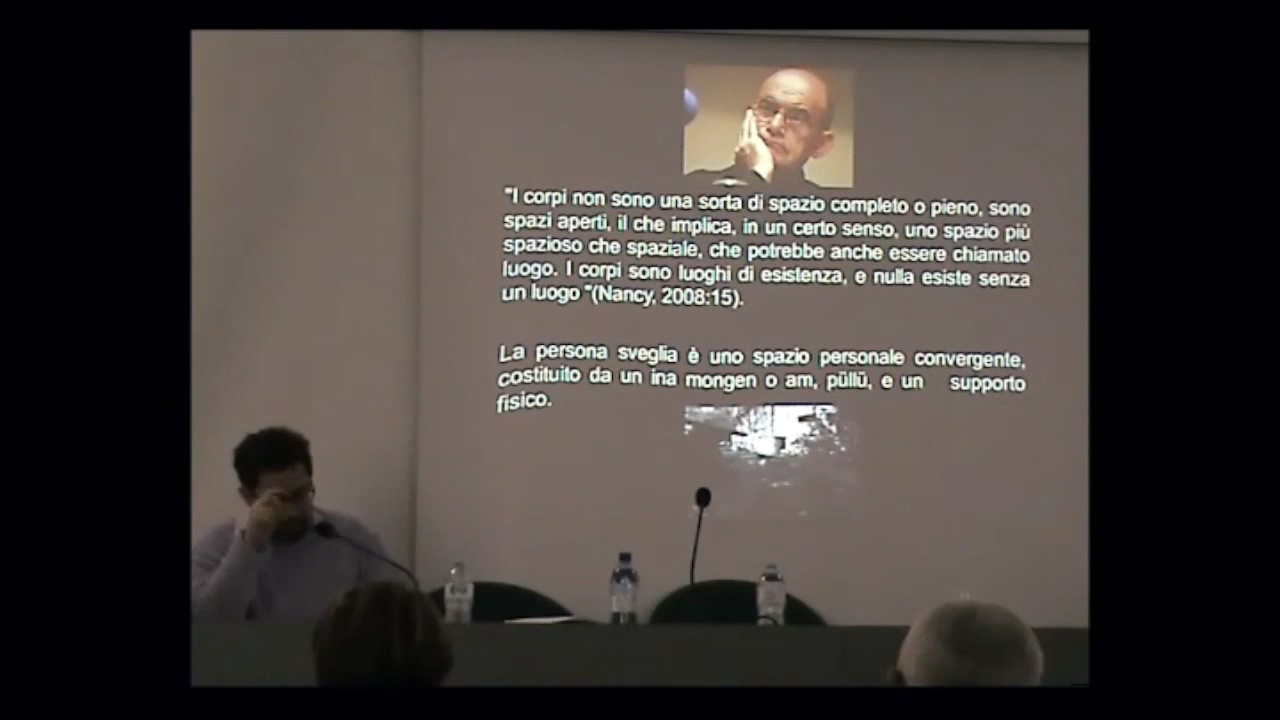 "I corpi non sono una sorta di spazio completo o pieno, sono
spazi aperti, il che implica, in un certo senso, uno spazio più
spazioso che spaziale, che potrebbe anche essere chiamato
luogo. I corpi sono luoghi di esistenza, e nulla esiste senza
un luogo "(Nancy, 2008:15).
La persona sveglia è uno spazio personale convergente,
costituito da un ina mongen o am, püllü, e un supporto
fisico.